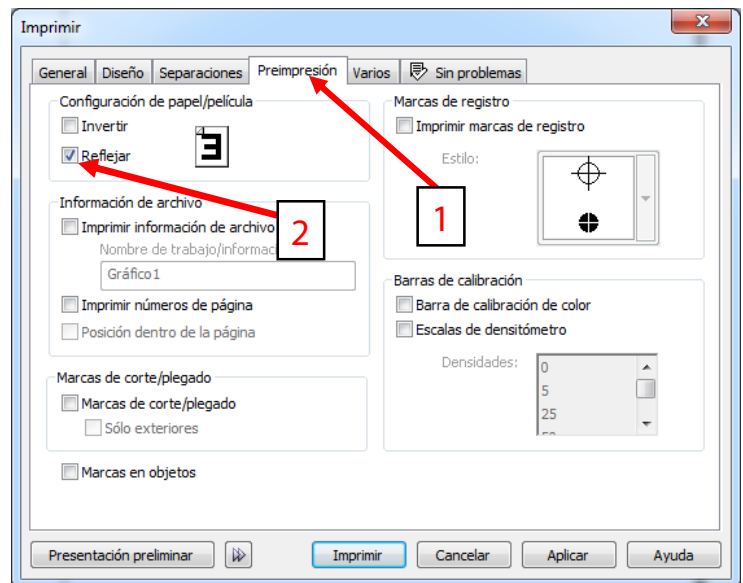 Imprimir
General Diseño Separaciones Preimpresión Varios Sin problemas
Configuración de papel/película
Invertir
Reflejar
E
Información de archivo
Imprimir información de archivo
Nombre de trabajo/informac
Gráfico1
Imprimir números de página
Posición dentro de la página
Marcas de corte/plegado
Marcas de corte/plegado
Sólo exteriores
Marcas en objetos
Marcas de registro
Imprimir marcas de registro
Estilo:
1
2
Barras de calibración
Barra de calibración de color
Escalas de densitómetro
Densidades:
0
5
25
Presentación preliminar Imprimir Cancelar Aplicar Ayuda